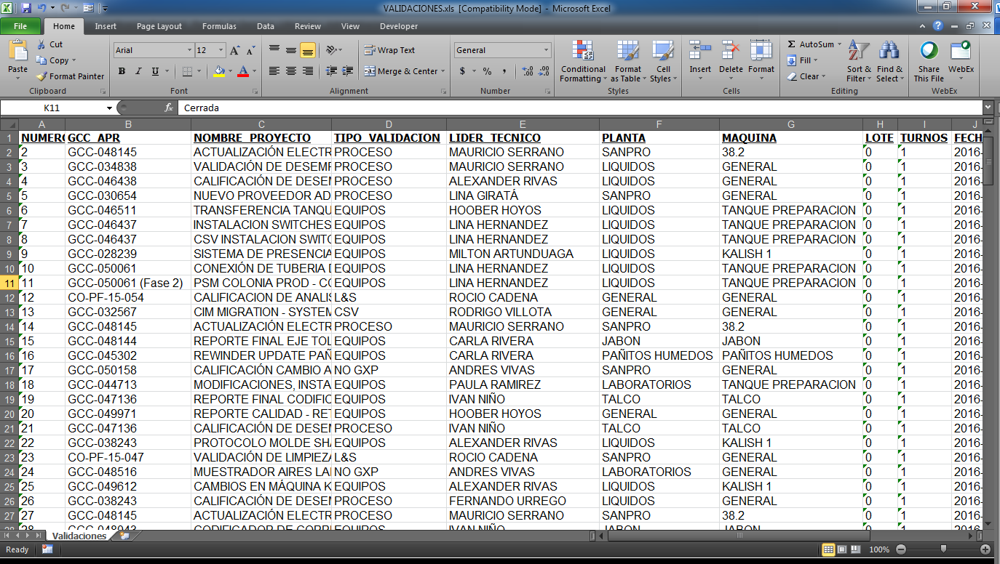 VALIDACIONES.xls [Compatibility Mode] - Microsoft Excel
File Home Insert Page Layout Formulas Data Review View Developer
Paste Cut Copy Format Painter Clipboard
Arial 12 B I U Font
Wrap Text Merge & Center Alignment
General $ % , Number
Conditional Formatting Format as Table Cell Styles Styles
Insert Delete Format Cells
AutoSum Fill Clear Sort & Filter Find & Select Editing
Share This File WebEx WebEx
K11 fx Cerrada
A B C D E F G H I J
1 NUMERO GCC_APR NOMBRE_PROYECTO TIPO_VALIDACION LIDER_TECNICO PLANTA MAQUINA LOTE TURNOS FECH
2 2 GCC-048145 ACTUALIZACIÓN ELECTR PROCESO MAURICIO SERRANO SANPRO 38.2 0 1 2016-
3 3 GCC-034838 VALIDACIÓN DE DESEMP PROCESO MAURICIO SERRANO LIQUIDOS GENERAL 0 1 2016-
4 4 GCC-046438 CALIFICACIÓN DE DESEM PROCESO ALEXANDER RIVAS LIQUIDOS GENERAL 0 1 2016-
5 5 GCC-030654 NUEVO PROVEEDOR AD PROCESO LINA GIRATÁ SANPRO GENERAL 0 1 2016-
6 6 GCC-046511 TRANSFERENCIA TANQU EQUIPOS HOOBER HOYOS LIQUIDOS TANQUE PREPARACION 0 1 2016-
7 7 GCC-046437 INSTALACION SWITCHES EQUIPOS LINA HERNANDEZ LIQUIDOS TANQUE PREPARACION 0 1 2016-
8 8 GCC-046437 CSV INSTALACION SWITC EQUIPOS LINA HERNANDEZ LIQUIDOS TANQUE PREPARACION 0 1 2016-
9 9 GCC-028239 SISTEMA DE PRESENCIA EQUIPOS MILTON ARTUNDUAGA LIQUIDOS KALISH 1 0 1 2016-
10 10 GCC-050061 CONEXIÓN DE TUBERIA D EQUIPOS LINA HERNANDEZ LIQUIDOS TANQUE PREPARACION 0 1 2016-
11 11 GCC-050061 (Fase 2) PSM COLONIA PROD - CO EQUIPOS LINA HERNANDEZ LIQUIDOS TANQUE PREPARACION 0 1 2016-
12 12 CO-PF-15-054 CALIFICACION DE ANALIS L&S ROCIO CADENA GENERAL GENERAL 0 1 2016-
13 13 GCC-032567 CIM MIGRATION - SYSTEM CSV RODRIGO VILLOTA GENERAL GENERAL 0 1 2016-
14 14 GCC-048145 ACTUALIZACIÓN ELECTR PROCESO MAURICIO SERRANO SANPRO 38.2 0 1 2016-
15 15 GCC-048144 REPORTE FINAL EJE TOL EQUIPOS CARLA RIVERA JABON JABON 0 1 2016-
16 16 GCC-045302 REWINDER UPDATE PAÑ EQUIPOS CARLA RIVERA PAÑITOS HUMEDOS PAÑITOS HUMEDOS 0 1 2016-
17 17 GCC-050158 CALIFICACIÓN CAMBIO A NO GXP ANDRES VIVAS SANPRO GENERAL 0 1 2016-
18 18 GCC-044713 MODIFICACIONES, INSTA EQUIPOS PAULA RAMIREZ LABORATORIOS TANQUE PREPARACION 0 1 2016-
19 19 GCC-047136 REPORTE FINAL CODIFIC EQUIPOS IVAN NIÑO TALCO TALCO 0 1 2016-
20 20 GCC-049971 REPORTE CALIDAD - RET EQUIPOS HOOBER HOYOS GENERAL GENERAL 0 1 2016-
21 21 GCC-047136 CALIFICACIÓN DE DESEM PROCESO IVAN NIÑO TALCO TALCO 0 1 2016-
22 22 GCC-038243 PROTOCOLO MOLDE SHA EQUIPOS ALEXANDER RIVAS LIQUIDOS KALISH 1 0 1 2016-
23 23 CO-PF-15-047 VALIDACIÓN DE LIMPIEZA L&S ROCIO CADENA SANPRO GENERAL 0 1 2016-
24 24 GCC-048516 MUESTRADOR AIRES LAB NO GXP ANDRES VIVAS LABORATORIOS GENERAL 0 1 2016-
25 25 GCC-049612 CAMBIOS EN MÁQUINA K EQUIPOS ALEXANDER RIVAS LIQUIDOS KALISH 1 0 1 2016-
26 26 GCC-038243 CALIFICACIÓN DE DESEM PROCESO FERNANDO URREGO LIQUIDOS GENERAL 0 1 2016-
27 27 GCC-048145 ACTUALIZACIÓN ELECTR PROCESO MAURICIO SERRANO SANPRO 38.2 0 1 2016-
28 28 GCC-048043 CODIFICADOR DE CORR EQUIPOS IVAN NIÑO JABON JABON 0 1 2016-
Validaciones
Ready 100%